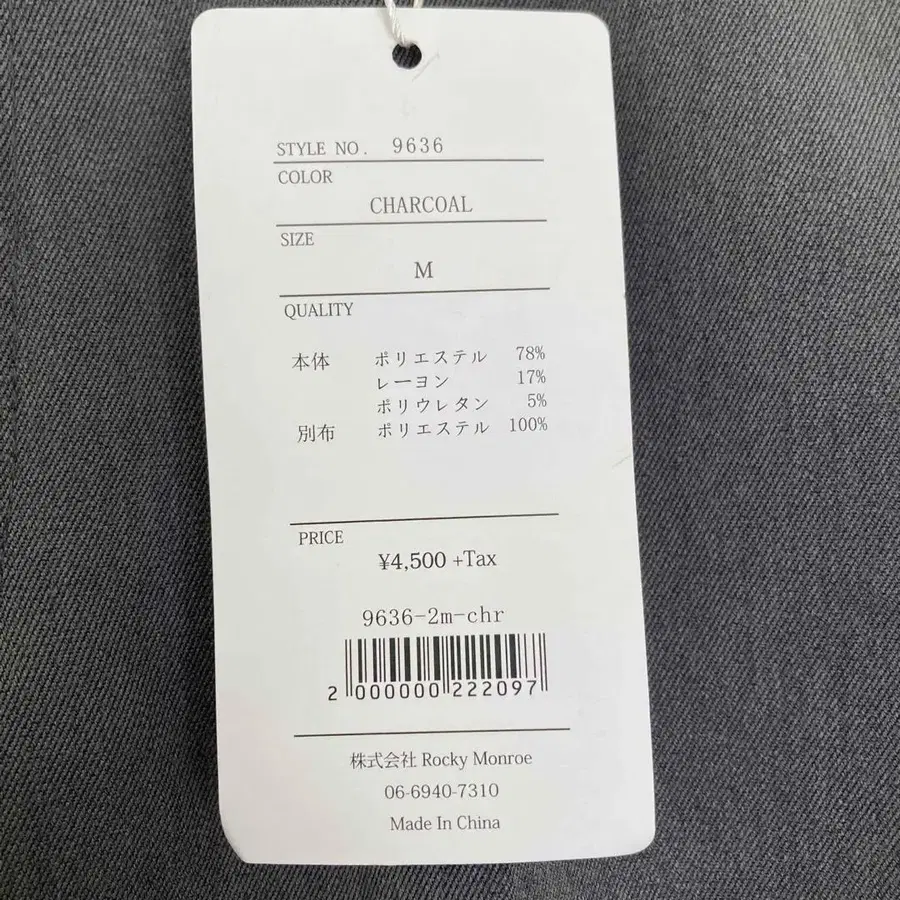 STYLE NO. 9636
COLOR
CHARCOAL
SIZE
M
QUALITY
本体 ポリエステル 78%
レーヨン 17%
ポリウレタン 5%
別布 ポリエステル 100%
PRICE
¥4,500 +Tax
9636-2m-chr
2 000000 222097
株式会社 Rocky Monroe
06-6940-7310
Made In China